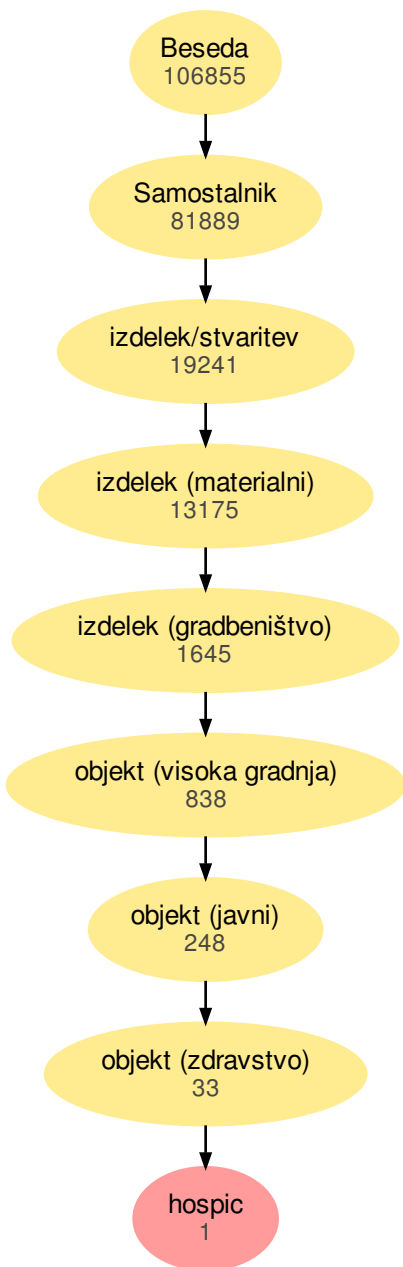 Beseda
106855
Samostalnik
81889
izdelek/stvaritev
19241
izdelek (materialni)
13175
izdelek (gradbeništvo)
1645
objekt (visoka gradnja)
838
objekt (javni)
248
objekt (zdravstvo)
33
hospic
1